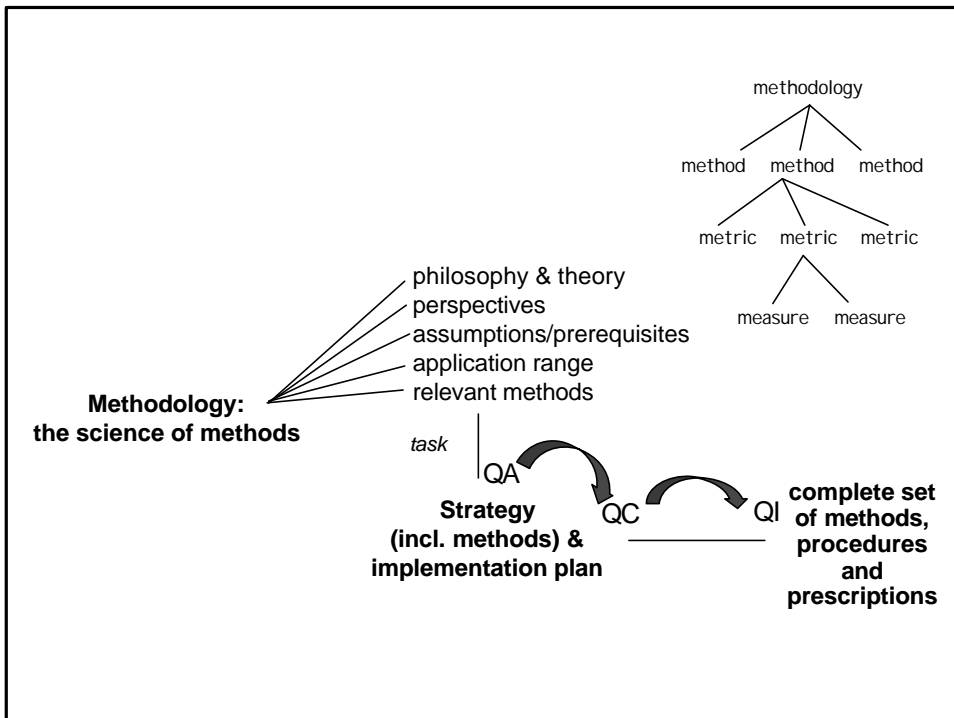 methodology
method method method
metric metric metric
measure measure
philosophy & theory
perspectives
assumptions/prerequisites
application range
relevant methods
Methodology:
the science of methods
task
QA
QC
QI
Strategy
(incl. methods) &
implementation plan
complete set
of methods,
procedures
and
prescriptions